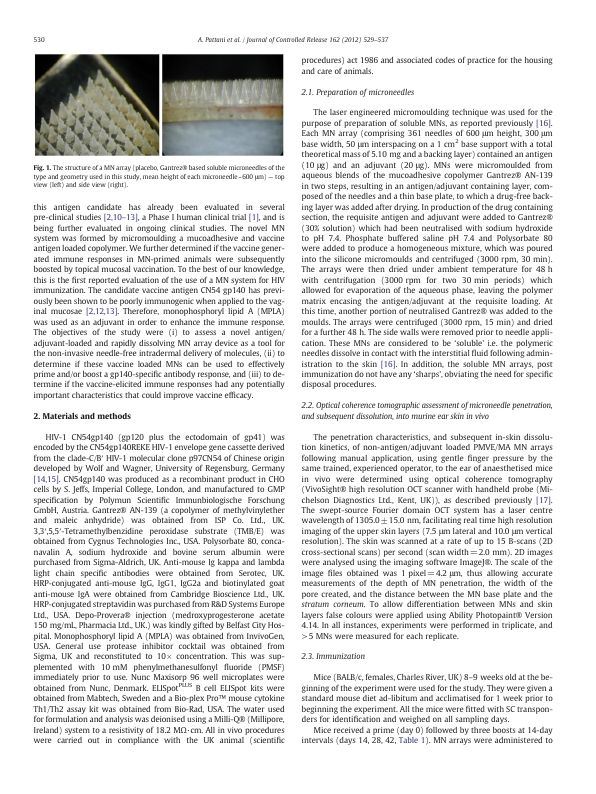 530
A. Pattani et al. / Journal of Controlled Release 162 (2012) 529–537
Fig. 1. The structure of a MN array (placebo, Gantrez® based soluble microneedles of the
type and geometry used in this study, mean height of each microneedle ~600 μm) — top
view (left) and side view (right).
this antigen candidate have already been evaluated in several
pre-clinical studies [2,10–13], a Phase I human clinical trial [1], and is
being further evaluated in ongoing clinical studies. The novel MN
system was formed by micromoulding a mucoadhesive and vaccine
antigen loaded copolymer. We further determined if the vaccine gener-
ated immune responses in MN-primed animals were subsequently
boosted by topical mucosal vaccination. To the best of our knowledge,
this is the first reported evaluation of the use of a MN system for HIV
immunization. The candidate vaccine antigen CN54 gp140 has previ-
ously been shown to be poorly immunogenic when applied to the vag-
inal mucosae [2,12,13]. Therefore, monophosphoryl lipid A (MPLA)
was used as an adjuvant in order to enhance the immune response.
The objectives of the study were (i) to assess a novel antigen/
adjuvant-loaded and rapidly dissolving MN array device as a tool for
the non-invasive needle-free intradermal delivery of molecules, (ii) to
determine if these vaccine loaded MNs can be used to effectively
prime and/or boost a gp140-specific antibody response, and (iii) to de-
termine if the vaccine-elicited immune responses had any potentially
important characteristics that could improve vaccine efficacy.
2. Materials and methods
HIV-1 CN54gp140 (gp120 plus the ectodomain of gp41) was
encoded by the CN54gp140REKE HIV-1 envelope gene cassette derived
from the clade-C/B′ HIV-1 molecular clone p97CN54 of Chinese origin
developed by Wolf and Wagner, University of Regensburg, Germany
[14,15]. CN54gp140 was produced as a recombinant product in CHO
cells by S. Jeffs, Imperial College, London, and manufactured to GMP
specification by Polymun Scientific Immunbiologische Forschung
GmbH, Austria. Gantrez® AN-139 (a copolymer of methylvinylether
and maleic anhydride) was obtained from ISP Co. Ltd., UK.
3,3′,5,5′-Tetramethylbenzidine peroxidase substrate (TMB/E) was
obtained from Cygnus Technologies Inc., USA. Polysorbate 80, conca-
navalin A, sodium hydroxide and bovine serum albumin were
purchased from Sigma-Aldrich, UK. Anti-mouse Ig kappa and lambda
light chain specific antibodies were obtained from Serotec, UK.
HRP-conjugated anti-mouse IgG, IgG1, IgG2a and biotinylated goat
anti-mouse IgA were obtained from Cambridge Bioscience Ltd., UK.
HRP-conjugated streptavidin was purchased from R&D Systems Europe
Ltd., USA. Depo-Provera® injection (medroxyprogesterone acetate
150 mg/mL, Pharmacia Ltd., UK.) was kindly gifted by Belfast City Hos-
pital. Monophosphoryl lipid A (MPLA) was obtained from InvivoGen,
USA. General use protease inhibitor cocktail was obtained from
Sigma, UK and reconstituted to 10× concentration. This was sup-
plemented with 10 mM phenylmethanesulfonyl fluoride (PMSF)
immediately prior to use. Nunc Maxisorp 96 well microplates were
obtained from Nunc, Denmark. ELISpotPLUS B cell ELISpot kits were
obtained from Mabtech, Sweden and a Bio-plex Pro™ mouse cytokine
Th1/Th2 assay kit was obtained from Bio-Rad, USA. The water used
for formulation and analysis was deionised using a Milli-Q® (Millipore,
Ireland) system to a resistivity of 18.2 MΩ·cm. All in vivo procedures
were carried out in compliance with the UK animal (scientific
procedures) act 1986 and associated codes of practice for the housing
and care of animals.
2.1. Preparation of microneedles
The laser engineered micromoulding technique was used for the
purpose of preparation of soluble MNs, as reported previously [16].
Each MN array (comprising 361 needles of 600 μm height, 300 μm
base width, 50 μm interspacing on a 1 cm2 base support with a total
theoretical mass of 5.10 mg and a backing layer) contained an antigen
(10 μg) and an adjuvant (20 μg). MNs were micromoulded from
aqueous blends of the mucoadhesive copolymer Gantrez® AN-139
in two steps, resulting in an antigen/adjuvant containing layer, com-
posed of the needles and a thin base plate, to which a drug-free back-
ing layer was added after drying. In production of the drug containing
section, the requisite antigen and adjuvant were added to Gantrez®
(30% solution) which had been neutralised with sodium hydroxide
to pH 7.4. Phosphate buffered saline pH 7.4 and Polysorbate 80
were added to produce a homogeneous mixture, which was poured
into the silicone micromoulds and centrifuged (3000 rpm, 30 min).
The arrays were then dried under ambient temperature for 48 h
with centrifugation (3000 rpm for two 30 min periods) which
allowed for evaporation of the aqueous phase, leaving the polymer
matrix encasing the antigen/adjuvant at the requisite loading. At
this time, another portion of neutralised Gantrez® was added to the
moulds. The arrays were centrifuged (3000 rpm, 15 min) and dried
for a further 48 h. The side walls were removed prior to needle appli-
cation. These MNs are considered to be 'soluble' i.e. the polymeric
needles dissolve in contact with the interstitial fluid following admin-
istration to the skin [16]. In addition, the soluble MN arrays, post
immunization do not have any 'sharps', obviating the need for specific
disposal procedures.
2.2. Optical coherence tomographic assessment of microneedle penetration,
and subsequent dissolution, into murine ear skin in vivo
The penetration characteristics, and subsequent in-skin dissolu-
tion kinetics, of non-antigen/adjuvant loaded PMVE/MA MN arrays
following manual application, using gentle finger pressure by the
same trained, experienced operator, to the ear of anaesthetised mice
in vivo were determined using optical coherence tomography
(VivoSight® high resolution OCT scanner with handheld probe (Mi-
chelson Diagnostics Ltd., Kent, UK)), as described previously [17].
The swept-source Fourier domain OCT system has a laser centre
wavelength of 1305.0 ± 15.0 nm, facilitating real time high resolution
imaging of the upper skin layers (7.5 μm lateral and 10.0 μm vertical
resolution). The skin was scanned at a rate of up to 15 B-scans (2D
cross-sectional scans) per second (scan width = 2.0 mm). 2D images
were analysed using the imaging software ImageJ®. The scale of the
image files obtained was 1 pixel = 4.2 μm, thus allowing accurate
measurements of the depth of MN penetration, the width of the
pore created, and the distance between the MN base plate and the
stratum corneum. To allow differentiation between MNs and skin
layers false colours were applied using Ability Photopaint® Version
4.14. In all instances, experiments were performed in triplicate, and
>5 MNs were measured for each replicate.
2.3. Immunization
Mice (BALB/c, females, Charles River, UK) 8–9 weeks old at the be-
ginning of the experiment were used for the study. They were given a
standard mouse diet ad-libitum and acclimatised for 1 week prior to
beginning the experiment. All the mice were fitted with SC transpon-
ders for identification and weighed on all sampling days.
Mice received a prime (day 0) followed by three boosts at 14-day
intervals (days 14, 28, 42, Table 1). MN arrays were administered to